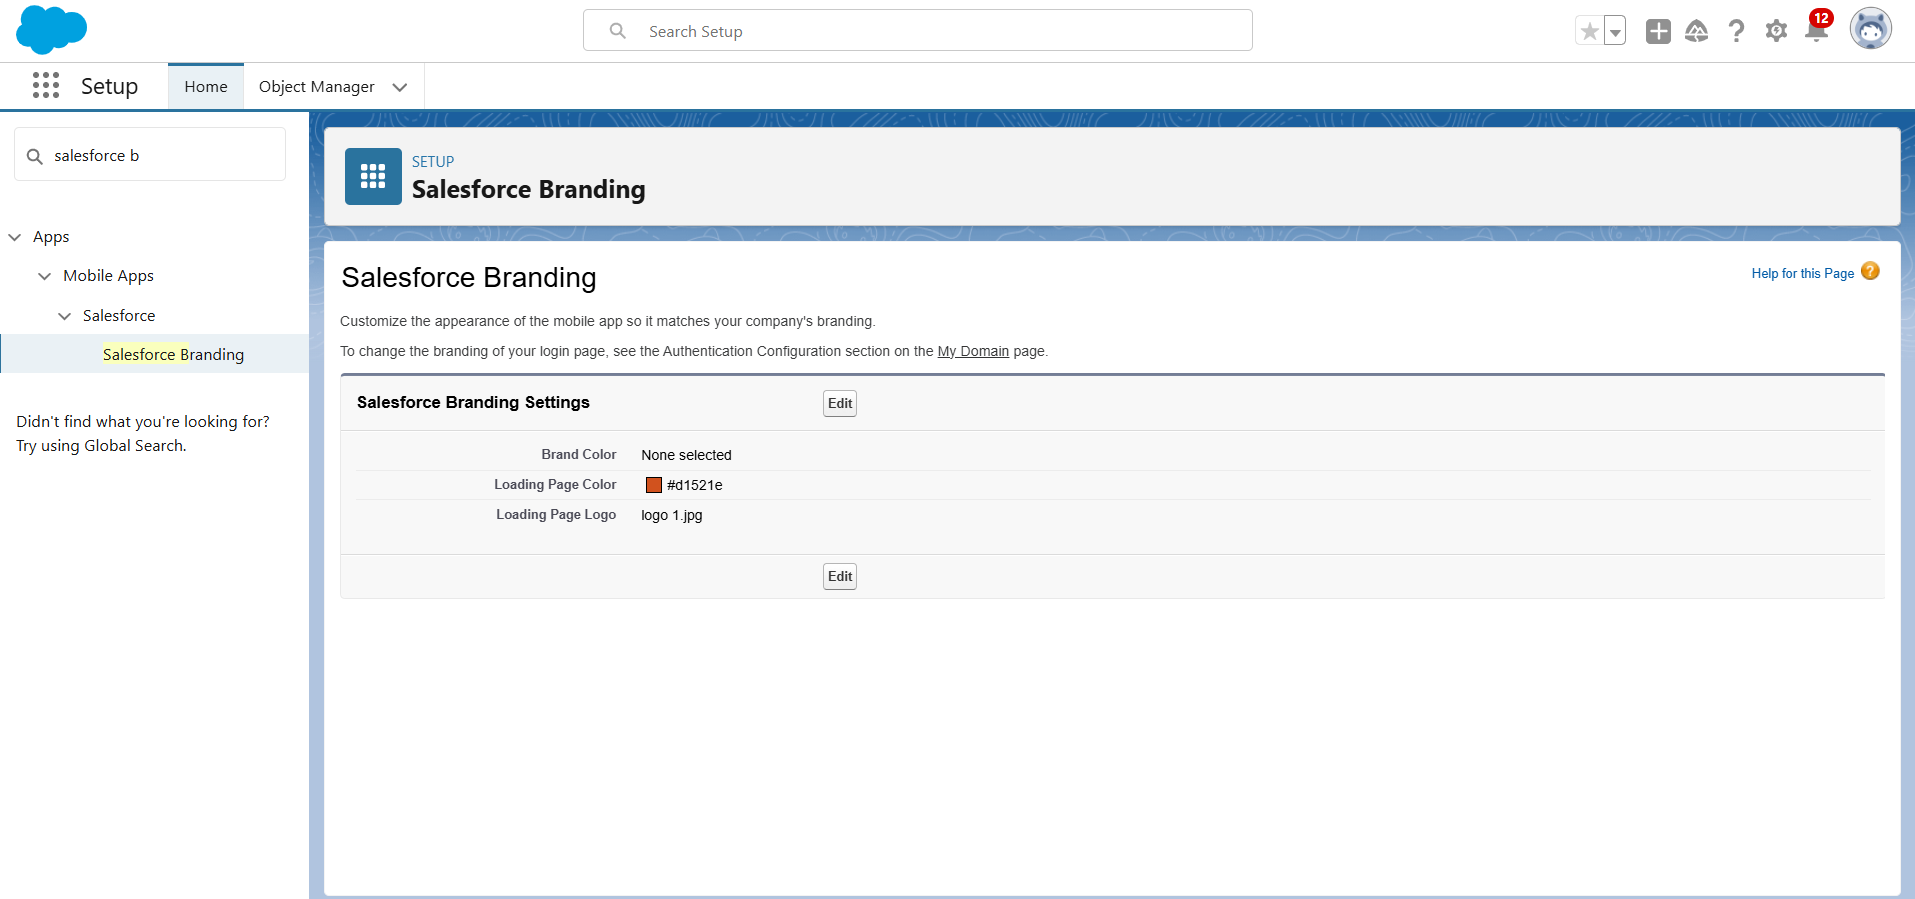 Search Setup
12
Setup
Home
Object Manager
salesforce b
Apps
Mobile Apps
Salesforce
Salesforce Branding
Didn't find what you're looking for?
Try using Global Search.
SETUP
Salesforce Branding
Salesforce Branding
Help for this Page ?
Customize the appearance of the mobile app so it matches your company's branding.
To change the branding of your login page, see the Authentication Configuration section on the My Domain page.
Salesforce Branding Settings
Edit
Brand Color None selected
Loading Page Color #d1521e
Loading Page Logo logo 1.jpg
Edit